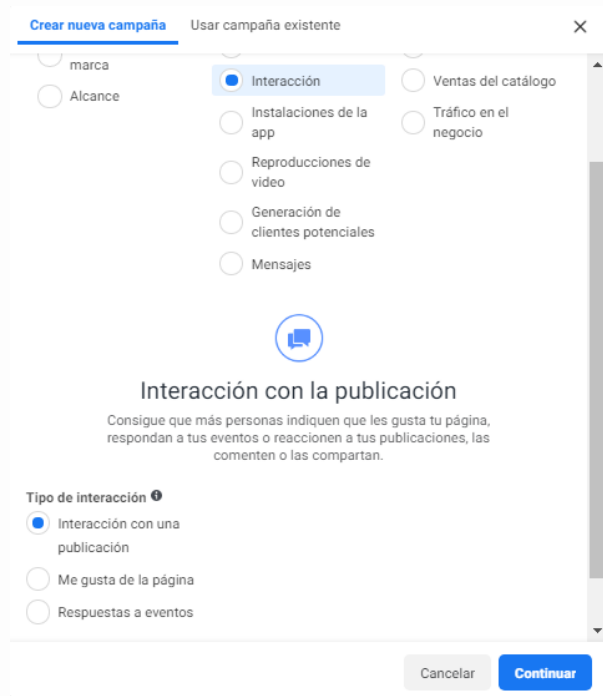 Crear nueva campaña
Usar campaña existente
marca
Alcance
Interacción
Instalaciones de la
app
Reproducciones de
video
Generación de
clientes potenciales
Mensajes
Ventas del catálogo
Tráfico en el
negocio
Interacción con la publicación
Consigue que más personas indiquen que les gusta tu página,
respondan a tus eventos o reaccionen a tus publicaciones, las
comenten o las compartan.
Tipo de interacción
Interacción con una
publicación
Me gusta de la página
Respuestas a eventos
Cancelar
Continuar